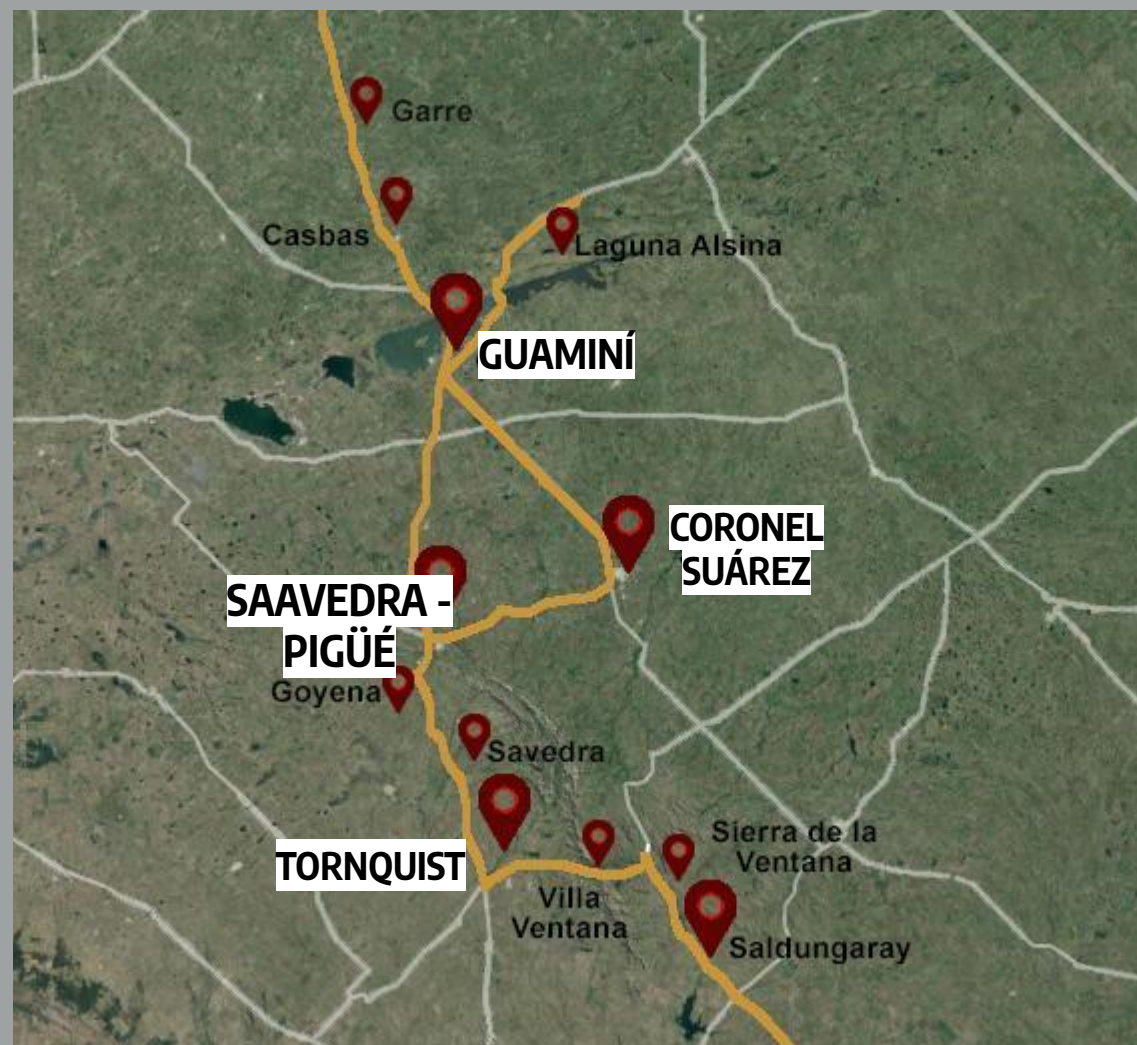 Garre
Casbas
Laguna Alsina
GUAMINÍ
CORONEL
SUÁREZ
SAAVEDRA -
PIGÜÉ
Goyena
Savedra
Sierra de la
Ventana
TORNQUIST
Villa
Ventana
Saldungaray